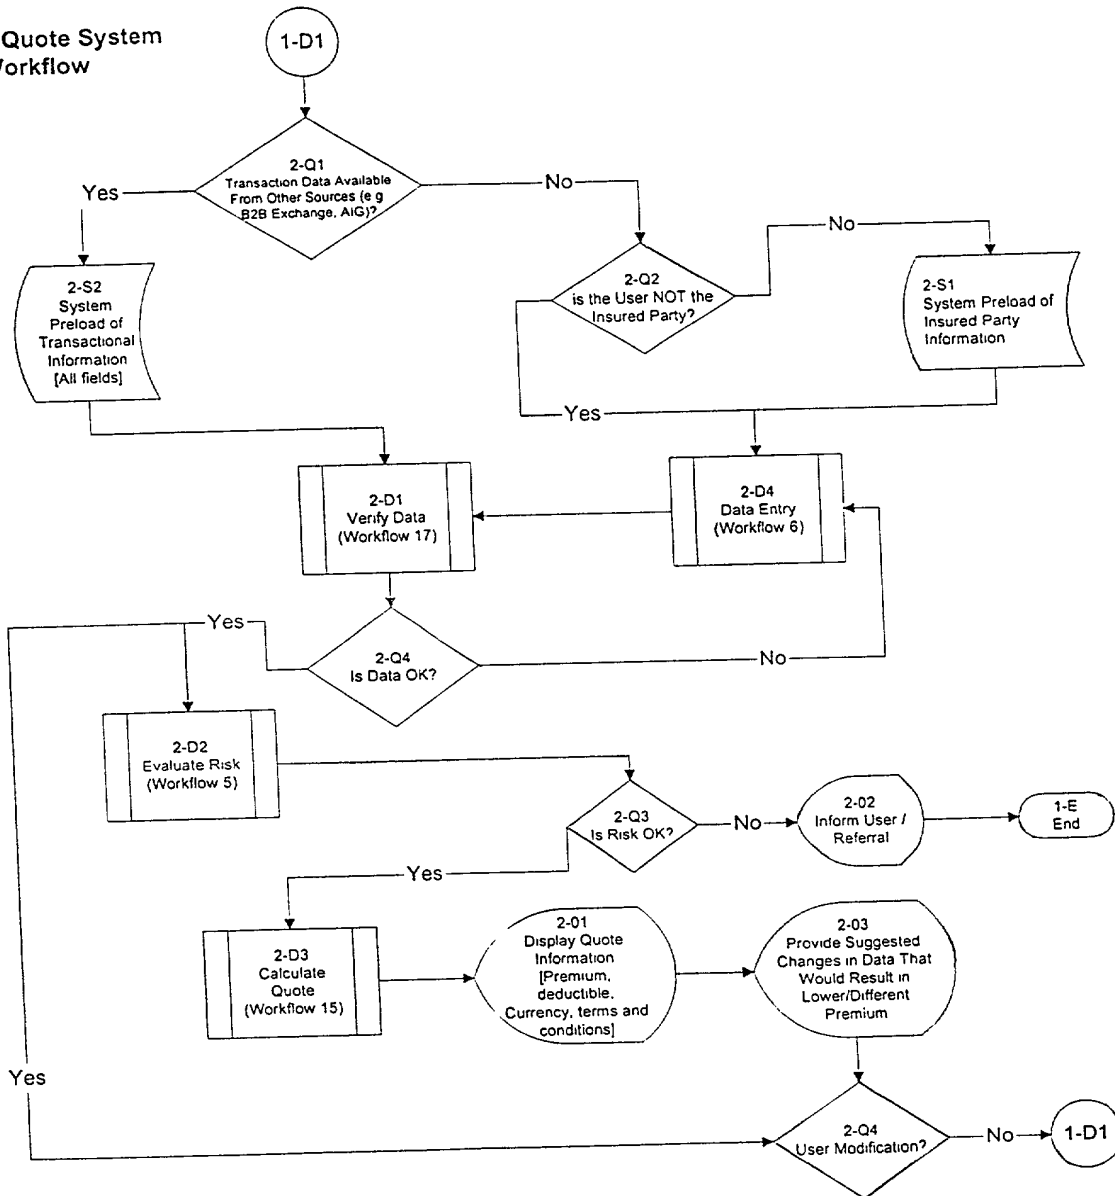 Quote System
Workflow
1-D1
2-Q1
Transaction Data Available
From Other Sources (e g
B2B Exchange, AIG)?
Yes
No
No
2-S2
System
Preload of
Transactional
Information
[All fields]
2-Q2
is the User NOT the
Insured Party?
2-S1
System Preload of
Insured Party
Information
Yes
2-D1
Verify Data
(Workflow 17)
2-D4
Data Entry
(Workflow 6)
Yes
2-Q4
Is Data OK?
No
2-D2
Evaluate Risk
(Workflow 5)
2-Q3
Is Risk OK?
No
2-02
Inform User /
Referral
1-E
End
Yes
2-D3
Calculate
Quote
(Workflow 15)
2-01
Display Quote
Information
[Premium,
deductible,
Currency, terms and
conditions]
2-03
Provide Suggested
Changes in Data That
Would Result in
Lower/Different
Premium
Yes
2-Q4
User Modification?
No
1-D1